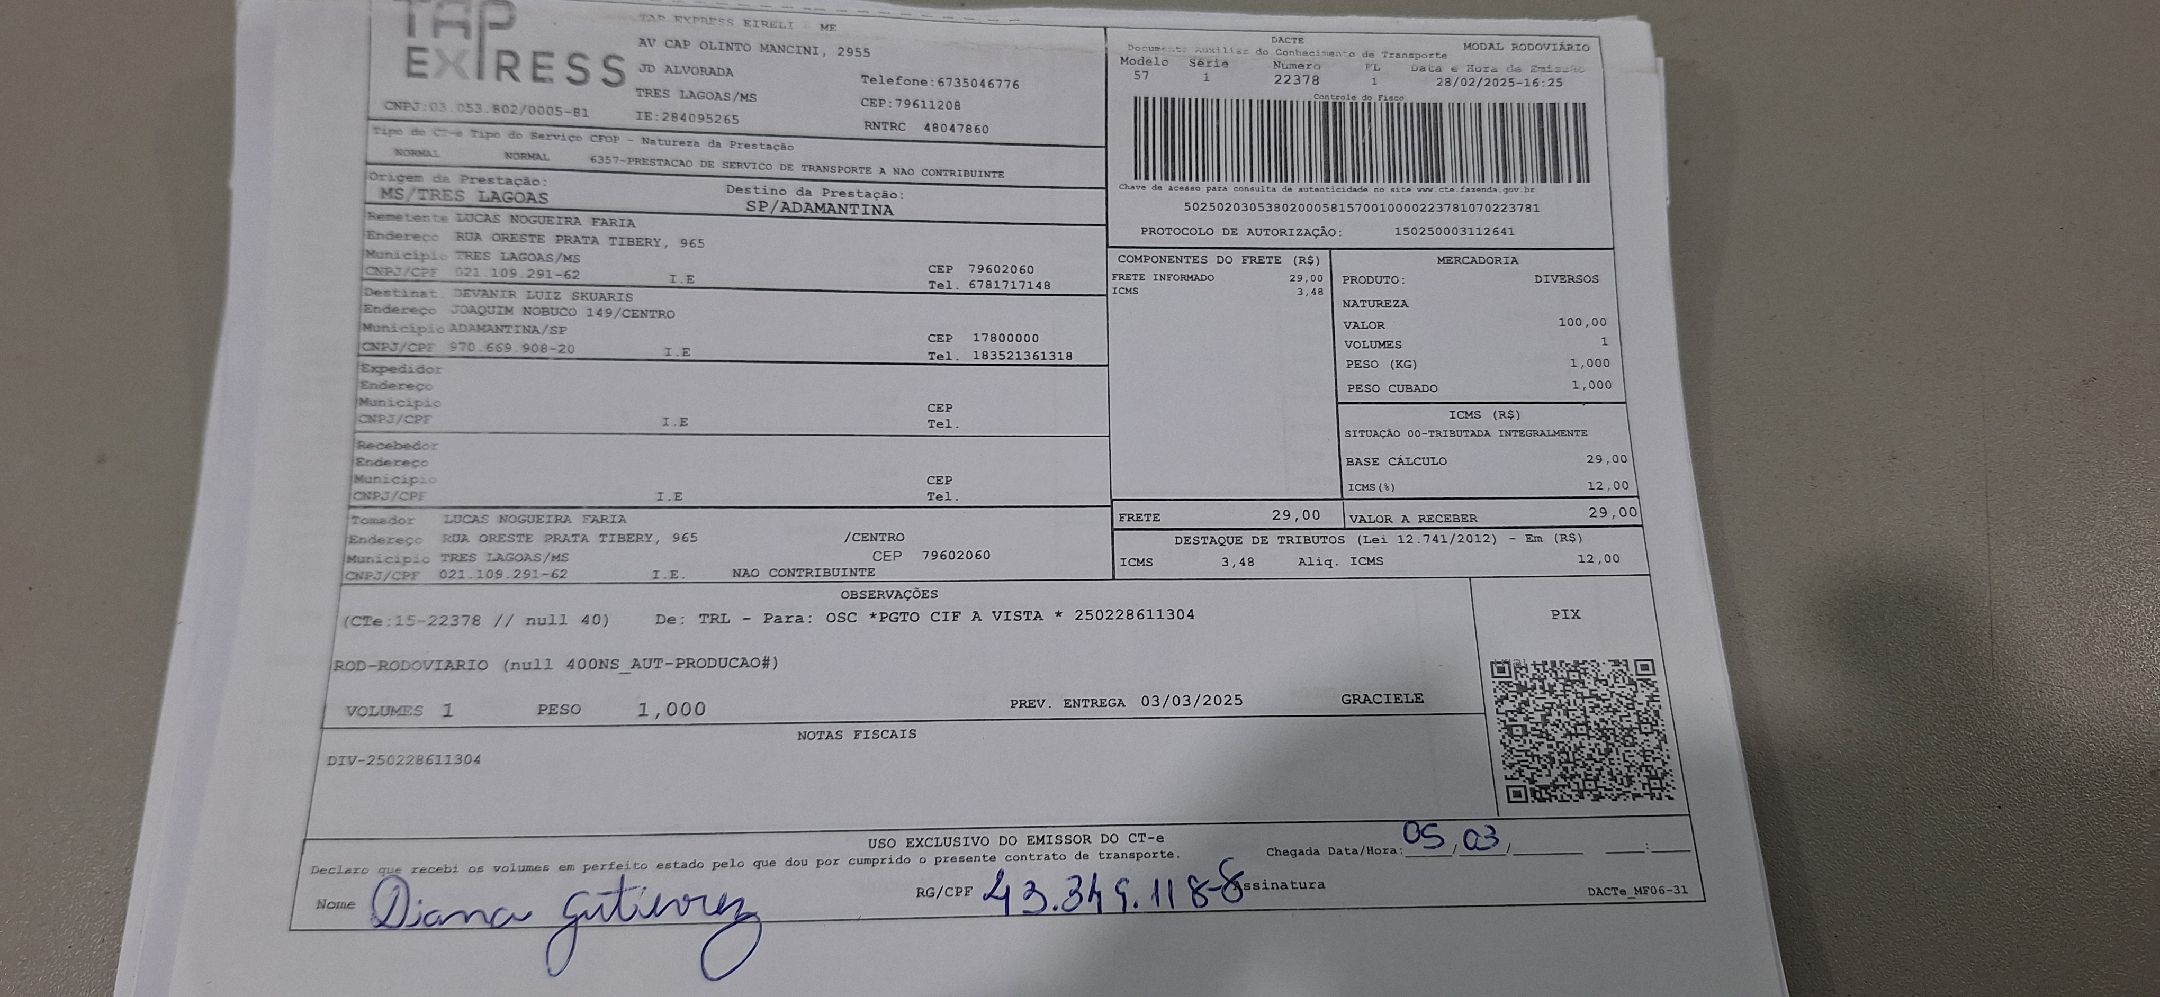 TAP EXPRESS
TAP EXPRESS EIRELI ME
AV CAP OLINTO MANCINI, 2955
JD ALVORADA
Telefone:6735046776
TRES LAGOAS/MS
CEP:79611208
CNPJ:03.053.802/0005-81
IE:284095265
RNTRC 48047860
Tipo do CT-e Tipo do Serviço CFOP - Natureza da Prestação
NORMAL NORMAL 6357-PRESTACAO DE SERVICO DE TRANSPORTE A NAO CONTRIBUINTE
Origem da Prestação: Destino da Prestação:
MS/TRES LAGOAS SP/ADAMANTINA
DACTE
Documento Auxiliar do Conhecimento de Transporte MODAL RODOVIÁRIO
Modelo Série Numero FL Data e Hora de Emissão
57 1 22378 1 28/02/2025-16:25
Controle do Fisco
Chave de acesso para consulta de autenticidade no site www.cte.fazenda.gov.br
50250203053802000581570010000223781070223781
PROTOCOLO DE AUTORIZAÇÃO: 150250003112641
Remetente LUCAS NOGUEIRA FARIA
Endereço RUA ORESTE PRATA TIBERY, 965
Municipio TRES LAGOAS/MS CEP 79602060
CNPJ/CPF 021.109.291-62 I.E Tel. 6781717148
Destinat. DEVANIR LUIZ SKUARIS
Endereco JOAQUIM NOBUCO 149/CENTRO
Municipio ADAMANTINA/SP CEP 17800000
CNPJ/CPF 970.669.908-20 I.E Tel. 183521361318
Expedidor
Endereço
Municipio CEP
CNPJ/CPF I.E Tel.
Recebedor
Endereço
Municipio CEP
CNPJ/CPF I.E Tel.
Tomador LUCAS NOGUEIRA FARIA
Endereço RUA ORESTE PRATA TIBERY, 965 /CENTRO
Municipio TRES LAGOAS/MS CEP 79602060
CNPJ/CPF 021.109.291-62 I.E. NAO CONTRIBUINTE
COMPONENTES DO FRETE (R$)
FRETE INFORMADO 29,00
ICMS 3,48
MERCADORIA
PRODUTO: DIVERSOS
NATUREZA
VALOR 100,00
VOLUMES 1
PESO (KG) 1,000
PESO CUBADO 1,000
ICMS (R$)
SITUAÇÃO 00-TRIBUTADA INTEGRALMENTE
BASE CÁLCULO 29,00
ICMS(%) 12,00
FRETE 29,00 VALOR A RECEBER 29,00
DESTAQUE DE TRIBUTOS (Lei 12.741/2012) - Em (R$)
ICMS 3,48 Aliq. ICMS 12,00
OBSERVAÇÕES
(CTe:15-22378 // null 40) De: TRL - Para: OSC *PGTO CIF A VISTA * 250228611304
ROD-RODOVIARIO (null 400NS_AUT-PRODUCAO#)
VOLUMES 1 PESO 1,000 PREV. ENTREGA 03/03/2025 GRACIELE
PIX
NOTAS FISCAIS
DIV-250228611304
USO EXCLUSIVO DO EMISSOR DO CT-e
Declaro que recebi os volumes em perfeito estado pelo que dou por cumprido o presente contrato de transporte. Chegada Data/Hora: 05/03/ :
Nome Diana Gutierrez RG/CPF 43.349.118-8 Assinatura DACTe_MF06-31